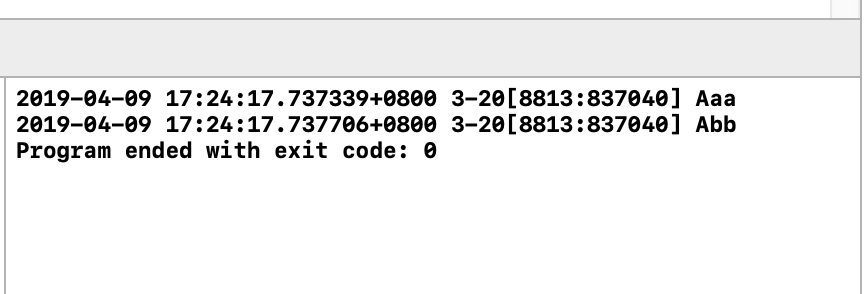 2019-04-09 17:24:17.737339+0800 3-20[8813:837040] Aaa
2019-04-09 17:24:17.737706+0800 3-20[8813:837040] Abb
Program ended with exit code: 0